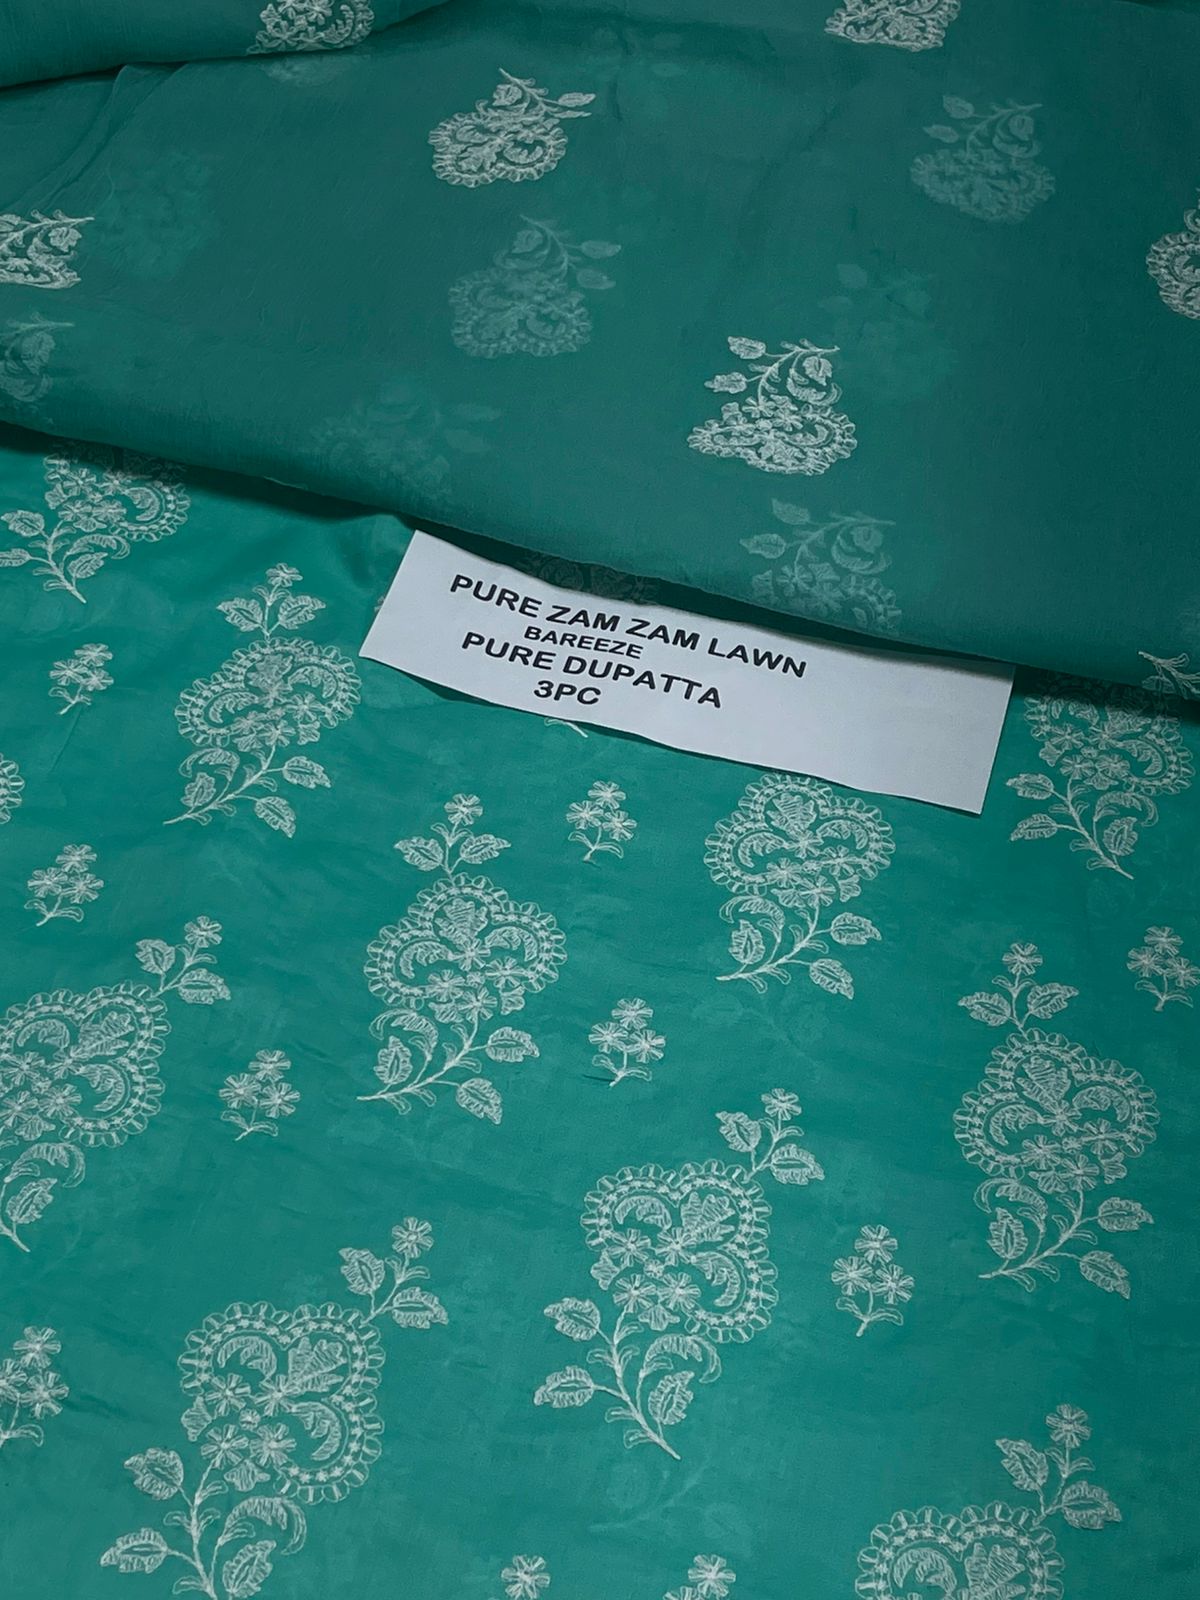 PURE ZAM ZAM LAWN
BAREEZE
PURE DUPATTA
3PC